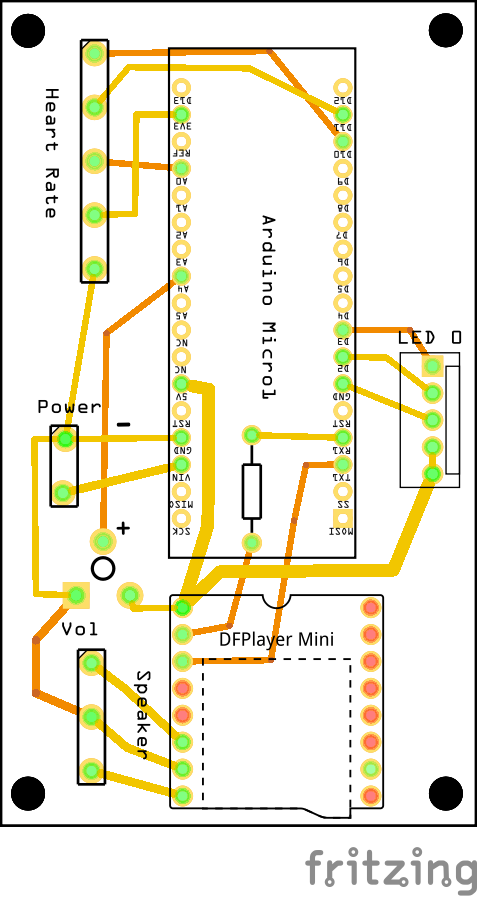 Heart Rate
D13
3V3
REF
A0
A1
A2
A3
A4
A5
NC
NC
5V
RST
GND
VIN
MISO
SCK
Arduino Micro1
D12
D11
D10
D9
D8
D7
D6
D5
D4
D3
D2
GND
RST
RX1
TX1
SS
MOSI
LED O
Power
-
+
Vol
Speaker
DFPlayer Mini
fritzing